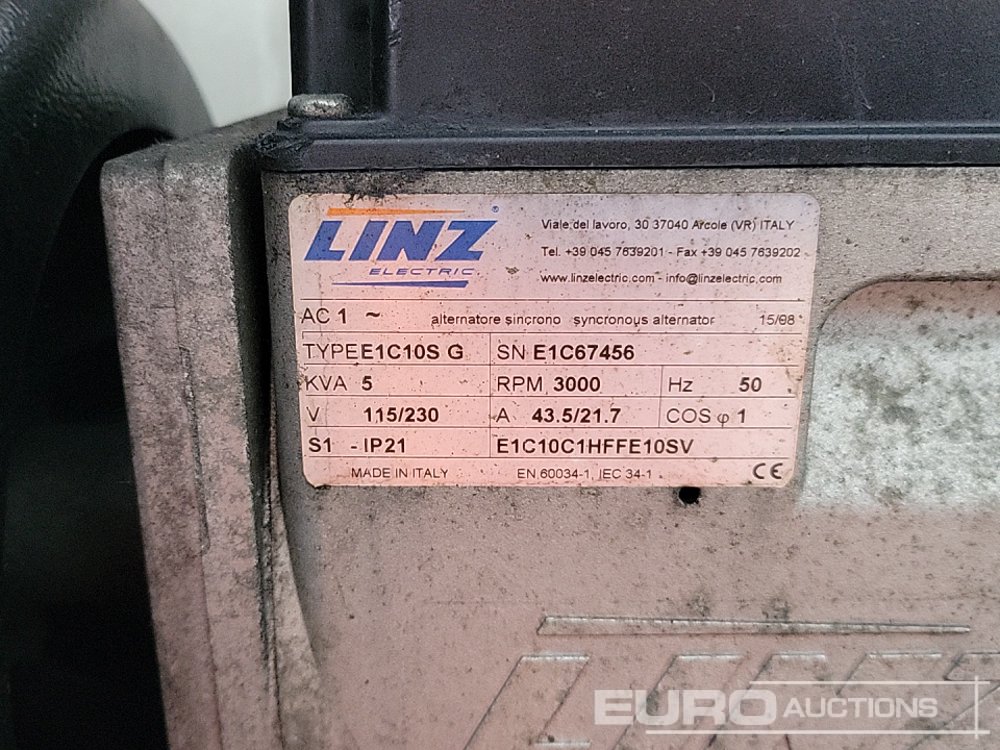 LINZ®
ELECTRIC
Viale del lavoro, 30 37040 Arcole (VR) ITALY
Tel. +39 045 7639201 - Fax +39 045 7639202
www.linzelectric.com - info@linzelectric.com
AC 1 ~ alternatore sincrono syncronous alternator 15/98
TYPE E1C10S G SN E1C67456
KVA 5 RPM 3000 Hz 50
V 115/230 A 43.5/21.7 COS φ 1
S1 - IP21 E1C10C1HFFE10SV
MADE IN ITALY EN 60034-1, IEC 34-1 CE
EURO AUCTIONS